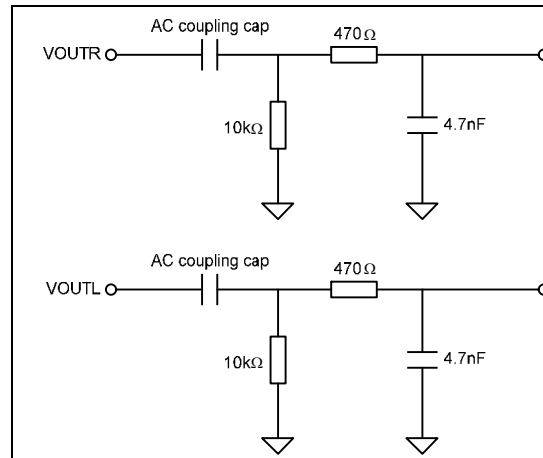 AC coupling cap
470Ω
VOUTR
10kΩ
4.7nF
AC coupling cap
470Ω
VOUTL
10kΩ
4.7nF